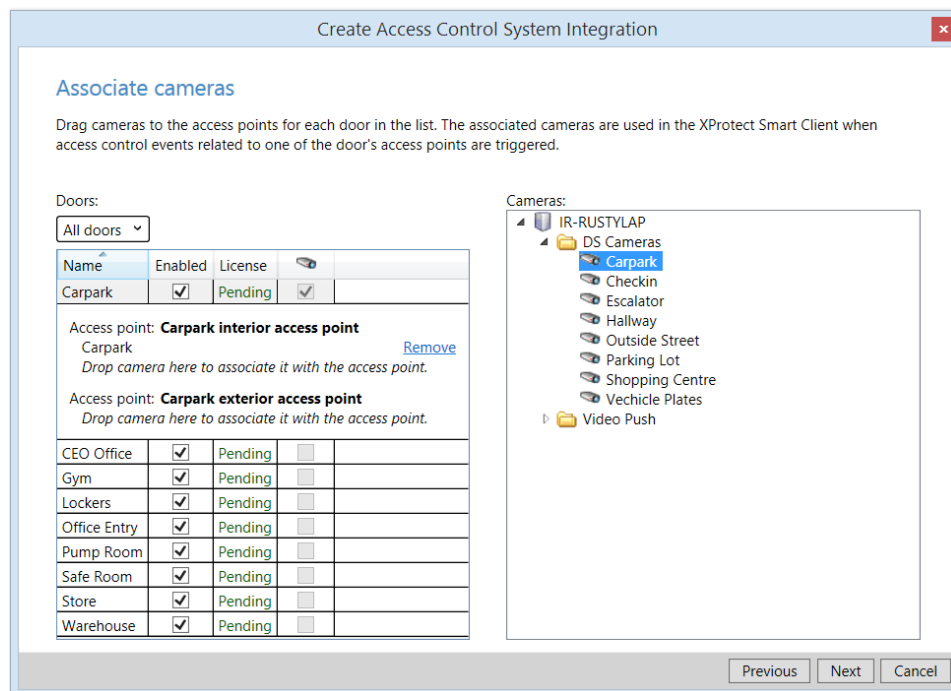 Create Access Control System Integration
Associate cameras
Drag cameras to the access points for each door in the list. The associated cameras are used in the XProtect Smart Client when
access control events related to one of the door's access points are triggered.
Doors:
All doors
Name Enabled License
Carpark Pending
Access point: Carpark interior access point
Carpark Remove
Drop camera here to associate it with the access point.
Access point: Carpark exterior access point
Drop camera here to associate it with the access point.
CEO Office Pending
Gym Pending
Lockers Pending
Office Entry Pending
Pump Room Pending
Safe Room Pending
Store Pending
Warehouse Pending
Cameras:
IR-RUSTYLAP
DS Cameras
Carpark
Checkin
Escalator
Hallway
Outside Street
Parking Lot
Shopping Centre
Vechicle Plates
Video Push
Previous Next Cancel